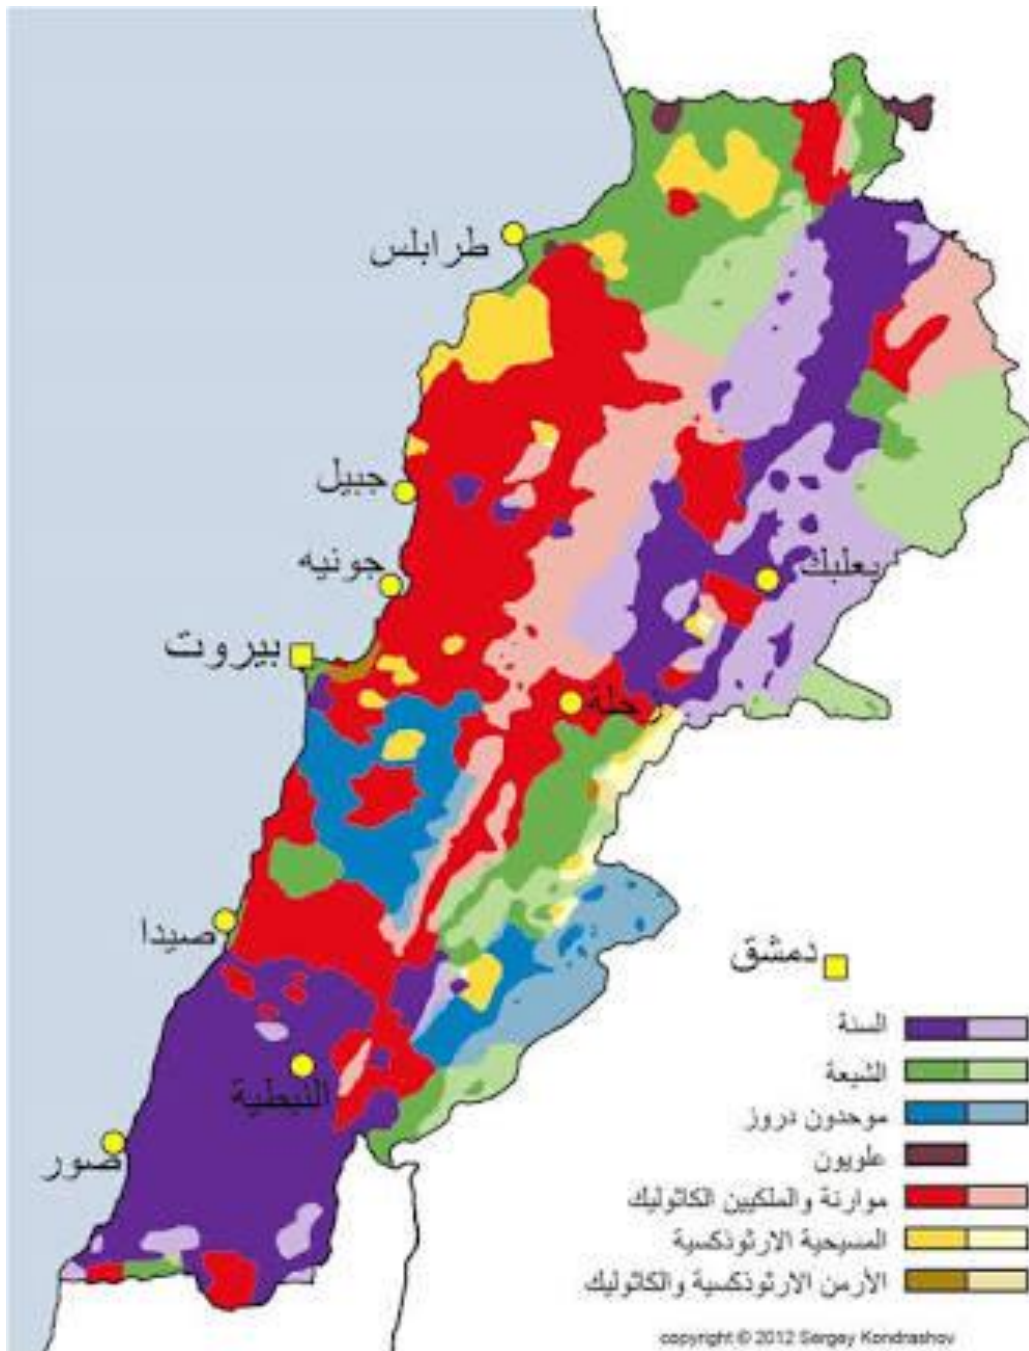 طرابلس
جبيل
جونيه
بعلبك
بيروت
زحلة
صيدا
دمشق
النبطية
صور
السنة
الشيعة
موحدون دروز
علويون
موارنة والملكيين الكاثوليك
المسيحية الارثوذكسية
الأرمن الارثوذكسية والكاثوليك
copyright © 2012 Sergey Kondrashov